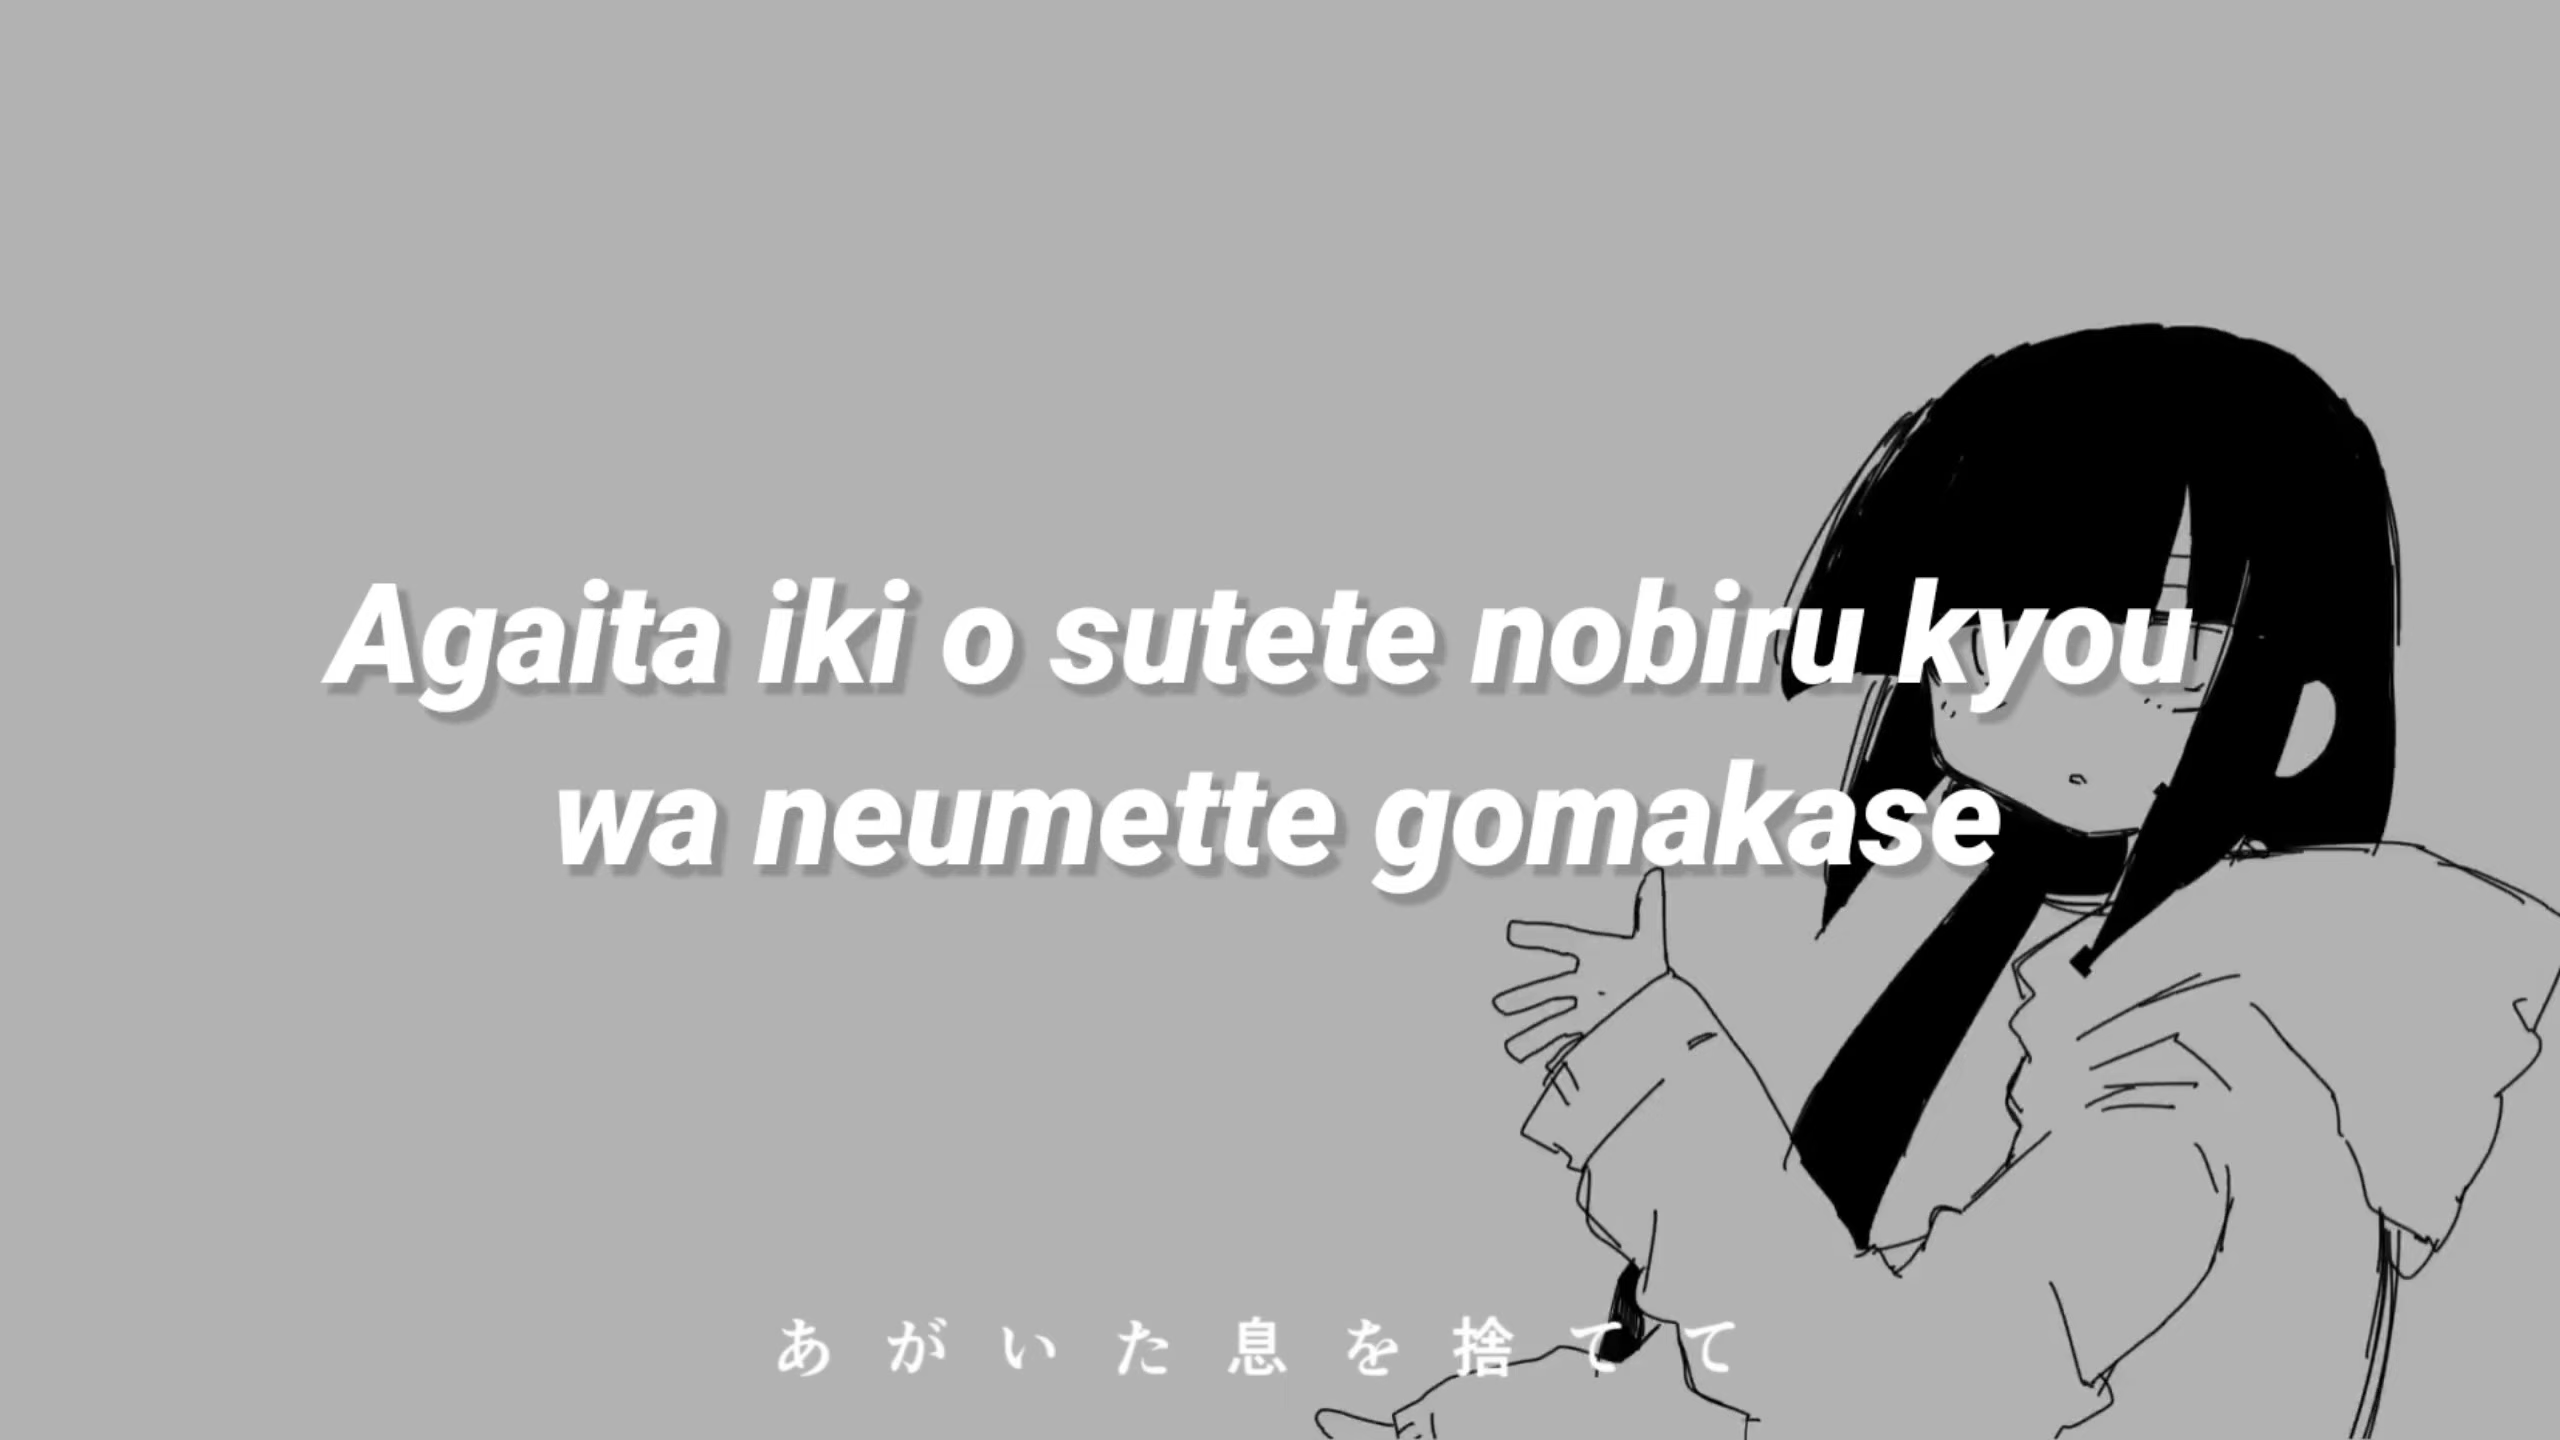 Agaita iki o sutete nobiru kyou
wa neumette gomakase
あがいた息を捨てて